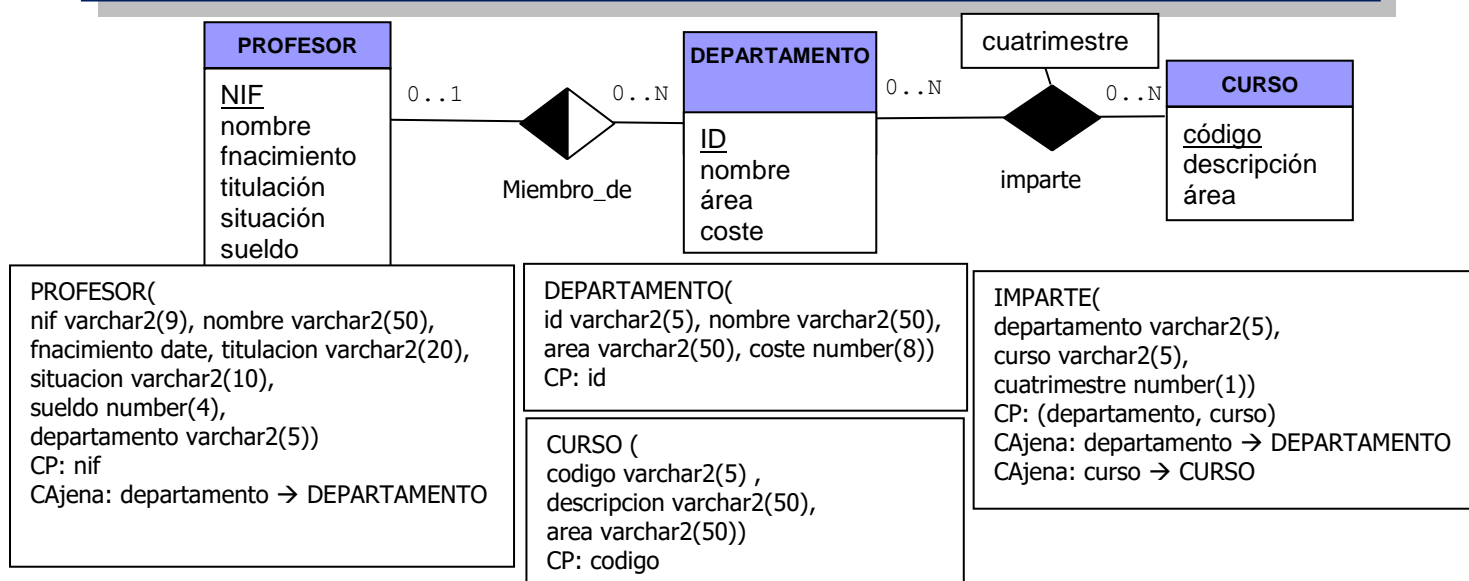 PROFESOR
NIF
nombre
fnacimiento
titulación
situación
sueldo
0..1
0..N
Miembro_de
DEPARTAMENTO
ID
nombre
área
coste
0..N
cuatrimestre
0..N
imparte
CURSO
código
descripción
área
PROFESOR(
nif varchar2(9), nombre varchar2(50),
fnacimiento date, titulacion varchar2(20),
situacion varchar2(10),
sueldo number(4),
departamento varchar2(5))
CP: nif
CAjena: departamento → DEPARTAMENTO
DEPARTAMENTO(
id varchar2(5), nombre varchar2(50),
area varchar2(50), coste number(8))
CP: id
CURSO (
codigo varchar2(5) ,
descripcion varchar2(50),
area varchar2(50))
CP: codigo
IMPARTE(
departamento varchar2(5),
curso varchar2(5),
cuatrimestre number(1))
CP: (departamento, curso)
CAjena: departamento → DEPARTAMENTO
CAjena: curso → CURSO